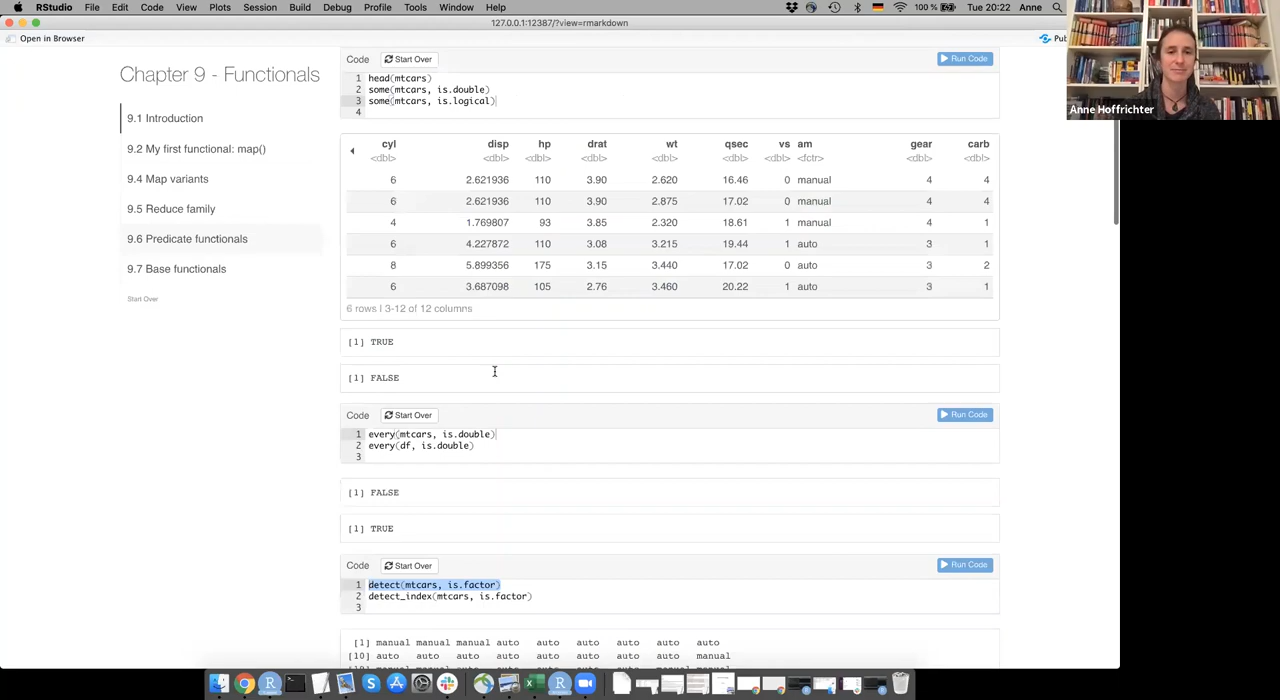 RStudio File Edit Code View Plots Session Build Debug Profile Tools Window Help 100 % Tue 20:22 Anne
127.0.0.1:12387/?view=rmarkdown
Open in Browser
Anne Hoffrichter
Chapter 9 - Functionals
9.1 Introduction
9.2 My first functional: map()
9.4 Map variants
9.5 Reduce family
9.6 Predicate functionals
9.7 Base functionals
Start Over
Code Start Over Run Code
1 head(mtcars)
2 some(mtcars, is.double)
3 some(mtcars, is.logical)
4
cyl disp hp drat wt qsec vs am gear carb
<dbl> <dbl> <dbl> <dbl> <dbl> <dbl> <dbl> <fctr> <dbl> <dbl>
6 2.621936 110 3.90 2.620 16.46 0 manual 4 4
6 2.621936 110 3.90 2.875 17.02 0 manual 4 4
4 1.769807 93 3.85 2.320 18.61 1 manual 4 1
6 4.227872 110 3.08 3.215 19.44 1 auto 3 1
8 5.899356 175 3.15 3.440 17.02 0 auto 3 2
6 3.687098 105 2.76 3.460 20.22 1 auto 3 1
6 rows | 3-12 of 12 columns
[1] TRUE
[1] FALSE
Code Start Over Run Code
1 every(mtcars, is.double)
2 every(df, is.double)
3
[1] FALSE
[1] TRUE
Code Start Over Run Code
1 detect(mtcars, is.factor)
2 detect_index(mtcars, is.factor)
3
[1] manual manual manual auto auto auto auto auto auto
[10] auto auto auto auto auto auto auto auto manual